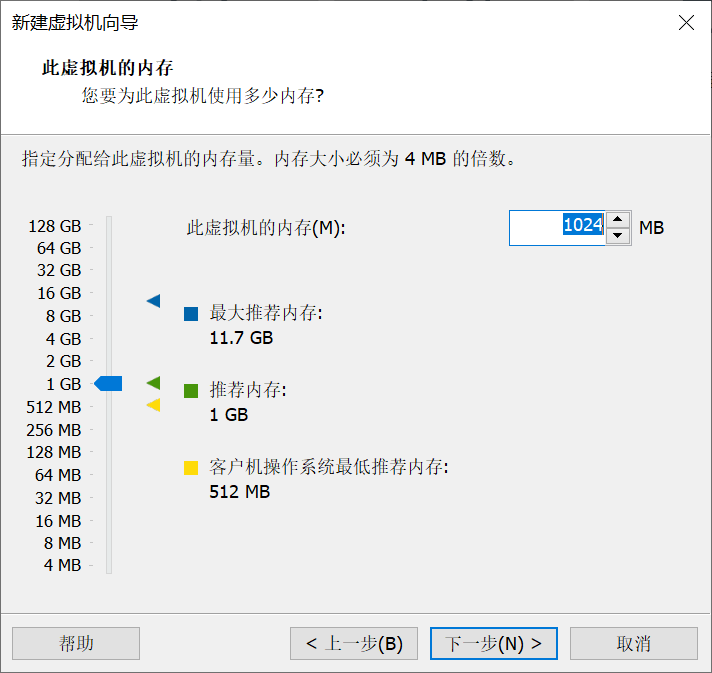 新建虚拟机向导
此虚拟机的内存
您要为此虚拟机使用多少内存?
指定分配给此虚拟机的内存量。内存大小必须为 4 MB 的倍数。
此虚拟机的内存(M):
1024
MB
128 GB
64 GB
32 GB
16 GB
8 GB
4 GB
2 GB
1 GB
512 MB
256 MB
128 MB
64 MB
32 MB
16 MB
8 MB
4 MB
最大推荐内存:
11.7 GB
推荐内存:
1 GB
客户机操作系统最低推荐内存:
512 MB
帮助
< 上一步(B)
下一步(N) >
取消